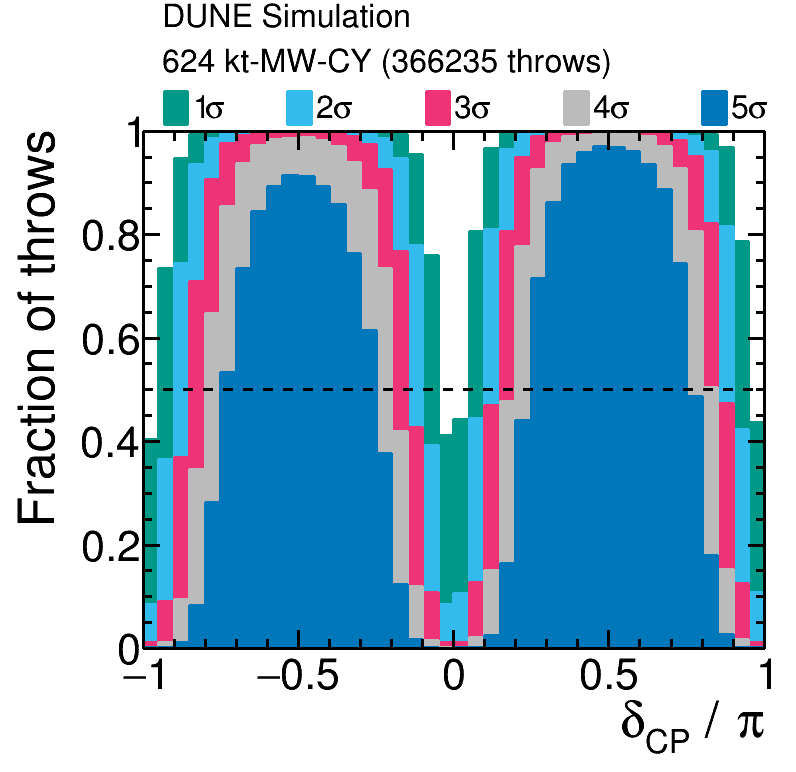 DUNE Simulation
624 kt-MW-CY (366235 throws)
1σ 2σ 3σ 4σ 5σ
Fraction of throws
1
0.8
0.6
0.4
0.2
0
−1 −0.5 0 0.5 1
δCP / π